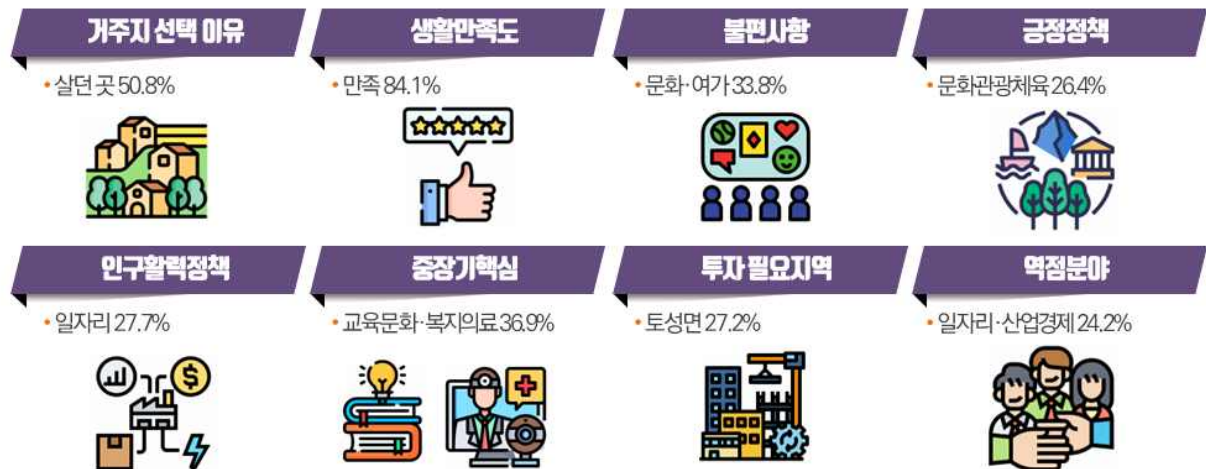 거주지 선택 이유
생활만족도
불편사항
긍정정책
• 살던 곳 50.8%
• 만족 84.1%
• 문화·여가 33.8%
• 문화관광체육 26.4%
인구활력정책
중장기핵심
투자 필요지역
역점분야
• 일자리 27.7%
• 교육문화·복지의료 36.9%
• 토성면 27.2%
• 일자리·산업경제 24.2%